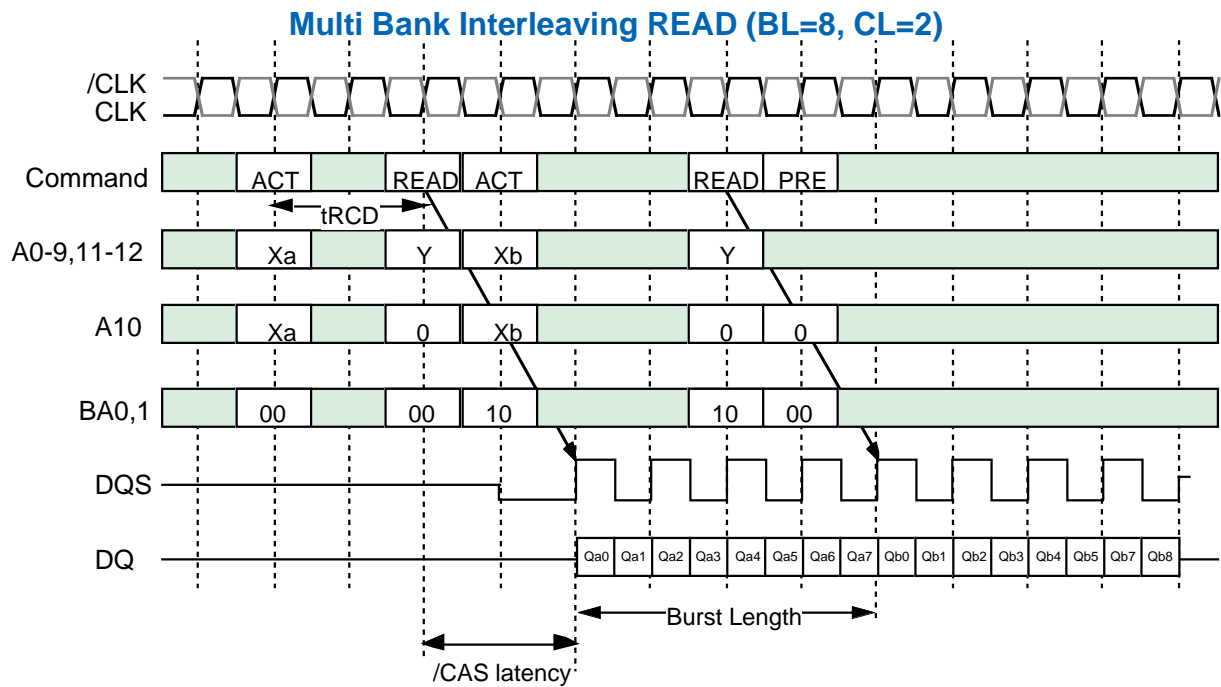 Multi Bank Interleaving READ (BL=8, CL=2)
/CLK
CLK
Command ACT READ ACT READ PRE
tRCD
A0-9,11-12 Xa Y Xb Y
A10 Xa 0 Xb 0 0
BA0,1 00 00 10 10 00
DQS
DQ Qa0 Qa1 Qa2 Qa3 Qa4 Qa5 Qa6 Qa7 Qb0 Qb1 Qb2 Qb3 Qb4 Qb5 Qb7 Qb8
Burst Length
/CAS latency